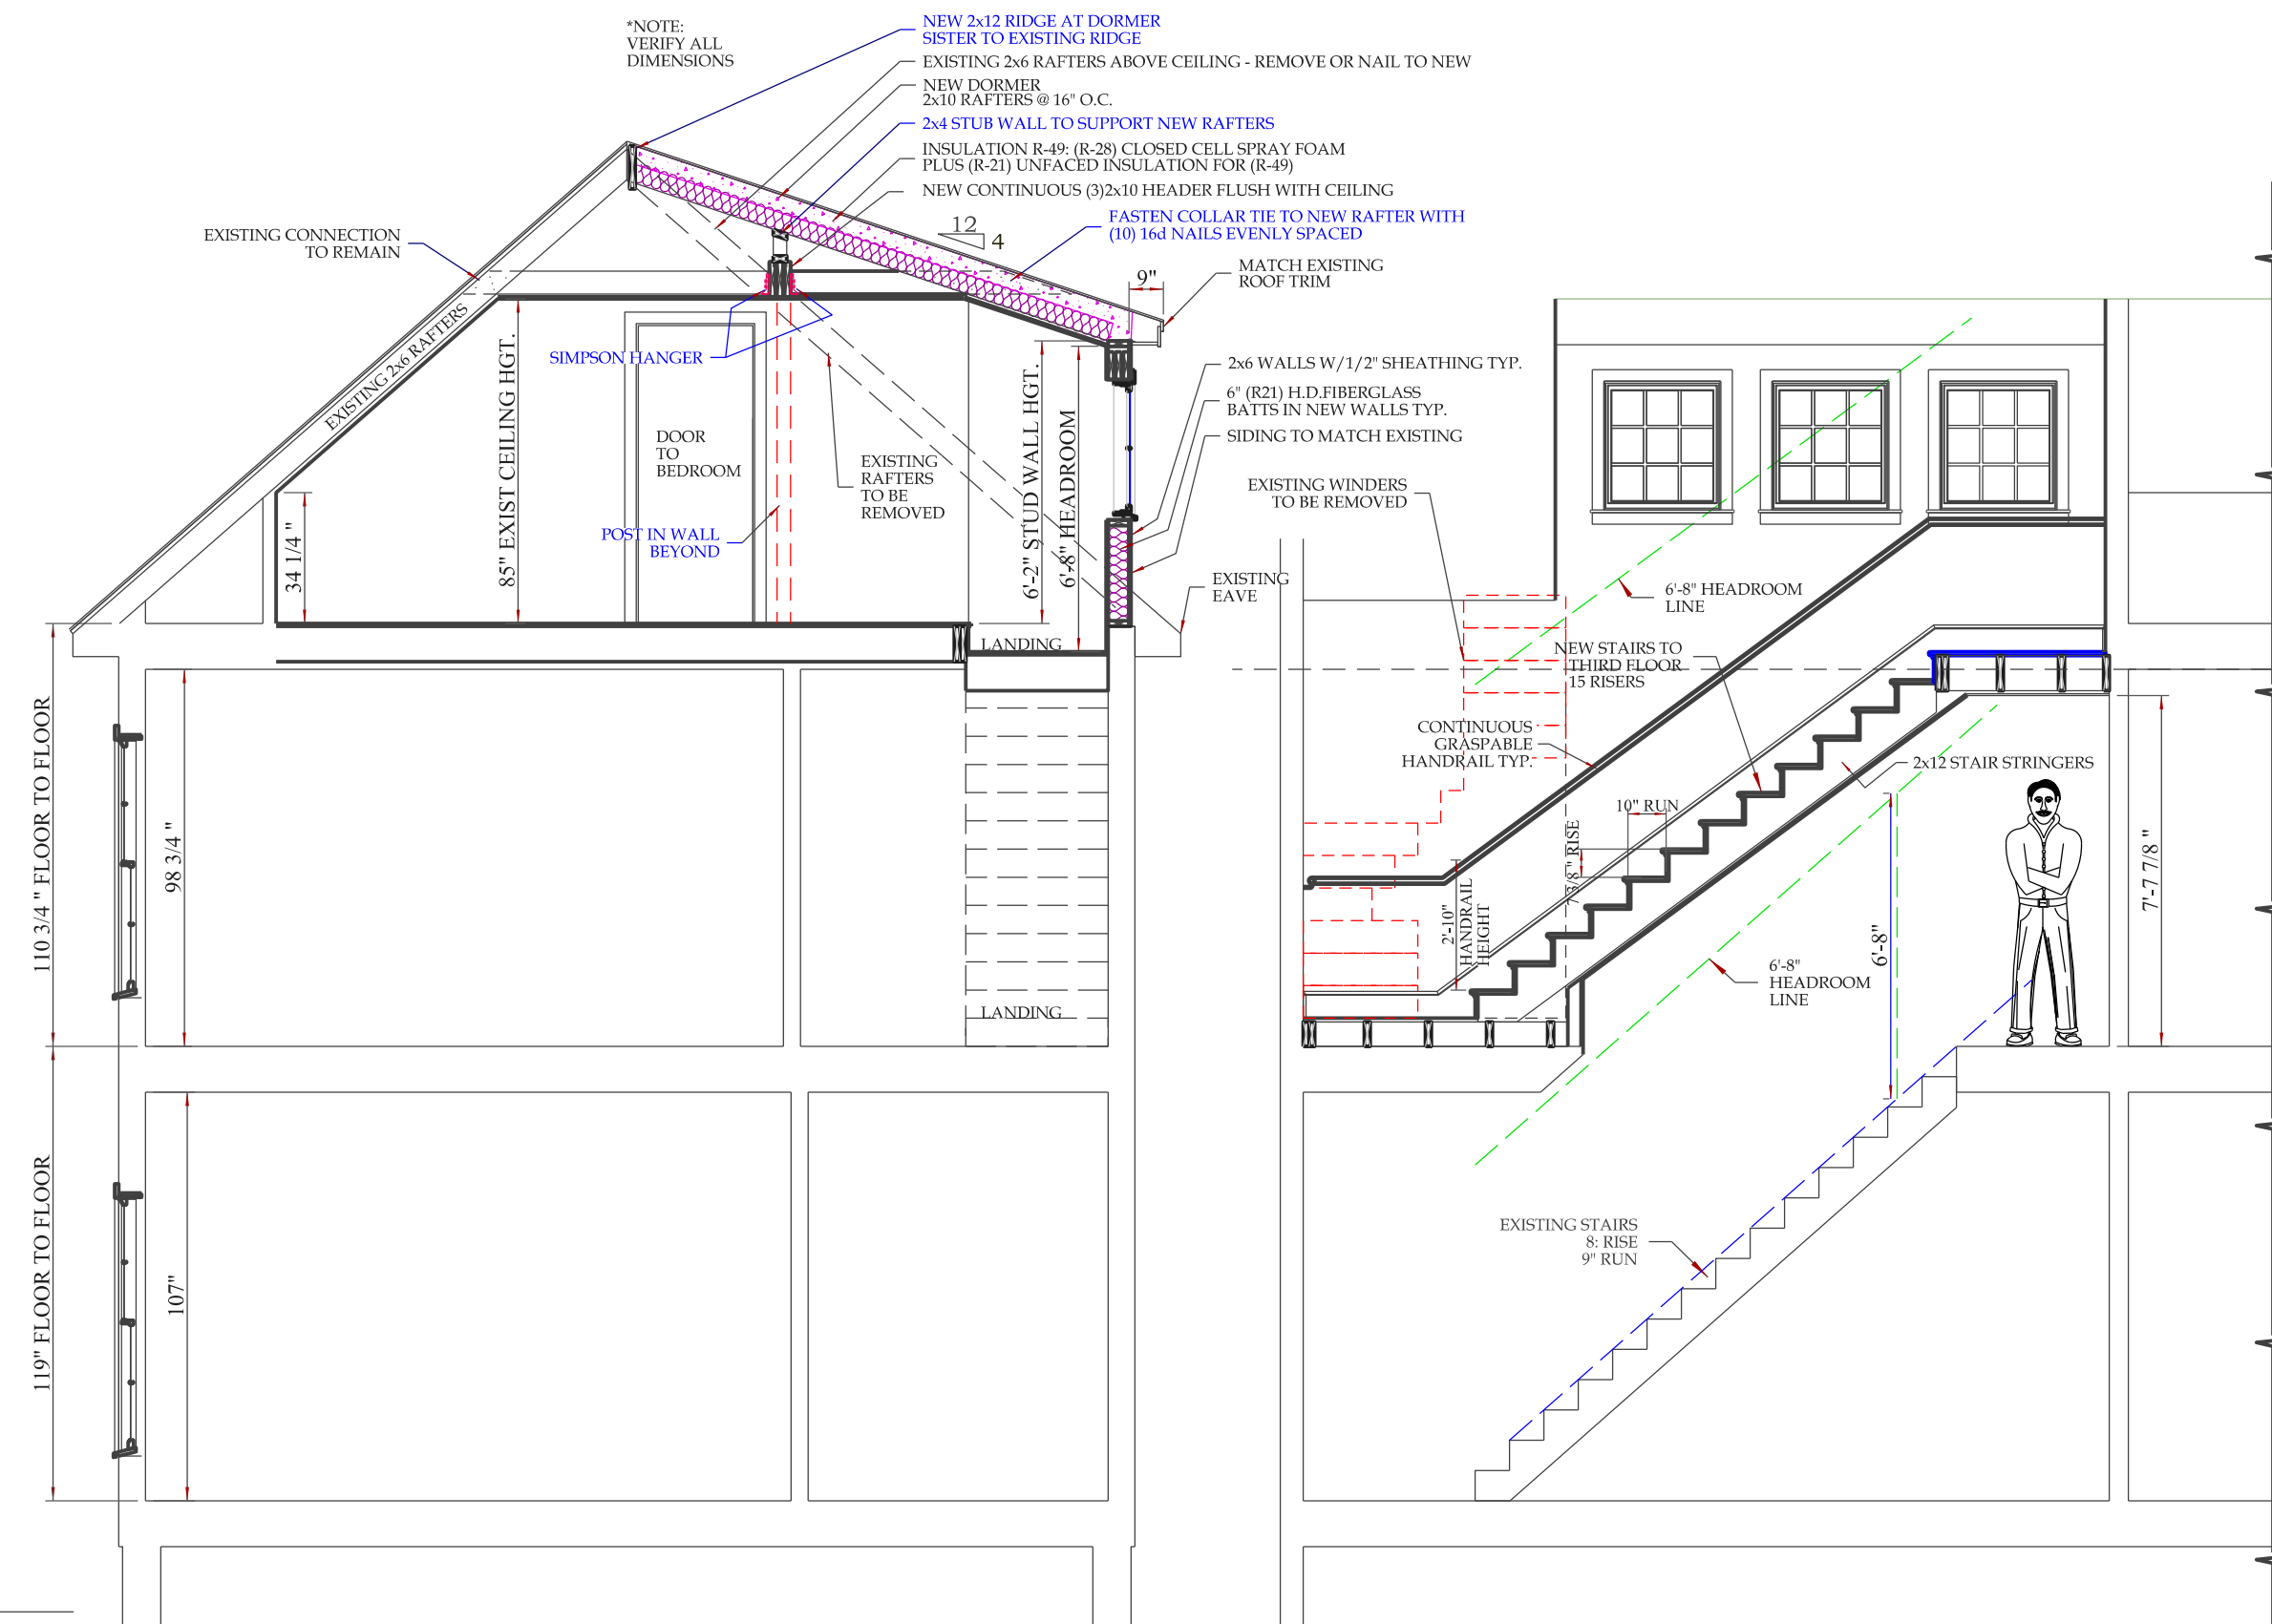 *NOTE:
VERIFY ALL
DIMENSIONS
NEW 2x12 RIDGE AT DORMER
SISTER TO EXISTING RIDGE
EXISTING 2x6 RAFTERS ABOVE CEILING - REMOVE OR NAIL TO NEW
NEW DORMER
2x10 RAFTERS @ 16" O.C.
2x4 STUB WALL TO SUPPORT NEW RAFTERS
INSULATION R-49: (R-28) CLOSED CELL SPRAY FOAM
PLUS (R-21) UNFACED INSULATION FOR (R-49)
NEW CONTINUOUS (3)2x10 HEADER FLUSH WITH CEILING
FASTEN COLLAR TIE TO NEW RAFTER WITH
(10) 16d NAILS EVENLY SPACED
12
4
EXISTING CONNECTION
TO REMAIN
9"
MATCH EXISTING
ROOF TRIM
EXISTING 2x6 RAFTERS
SIMPSON HANGER
85" EXIST CEILING HGT.
34 1/4 "
DOOR
TO
BEDROOM
EXISTING
RAFTERS
TO BE
REMOVED
POST IN WALL
BEYOND
6'-2" STUD WALL HGT.
6'-8" HEADROOM
2x6 WALLS W/1/2" SHEATHING TYP.
6" (R21) H.D.FIBERGLASS
BATTS IN NEW WALLS TYP.
SIDING TO MATCH EXISTING
EXISTING WINDERS
TO BE REMOVED
EXISTING
EAVE
6'-8" HEADROOM
LINE
LANDING
NEW STAIRS TO
THIRD FLOOR
15 RISERS
CONTINUOUS
GRASPABLE
HANDRAIL TYP.
2x12 STAIR STRINGERS
10" RUN
7 3/8 " RISE
2'-10"
HANDRAIL
HEIGHT
110 3/4 " FLOOR TO FLOOR
98 3/4 "
6'-8"
7'-7 7/8 "
6'-8"
HEADROOM
LINE
LANDING
119" FLOOR TO FLOOR
107"
EXISTING STAIRS
8: RISE
9" RUN